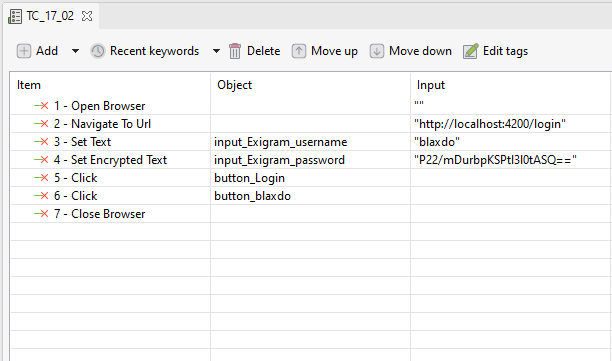 TC_17_02
Add Recent keywords Delete Move up Move down Edit tags
Item Object Input
1 - Open Browser ""
2 - Navigate To Url "http://localhost:4200/login"
3 - Set Text input_Exigram_username "blaxdo"
4 - Set Encrypted Text input_Exigram_password "P22/mDurbpKSPtI3I0tASQ=="
5 - Click button_Login
6 - Click button_blaxdo
7 - Close Browser